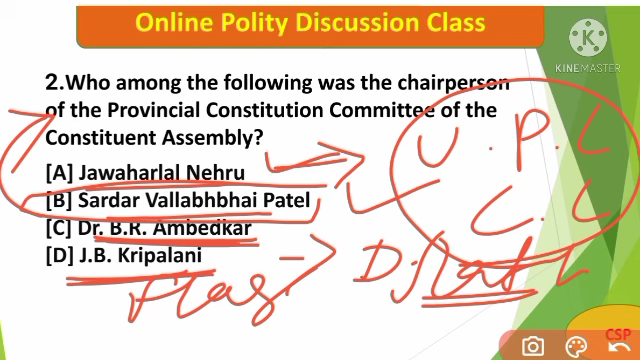 Online Polity Discussion Class
KINEMASTER
2.Who among the following was the chairperson
of the Provincial Constitution Committee of the
Constituent Assembly?
[A] Jawaharlal Nehru
[B] Sardar Vallabhbhai Patel
[C] Dr. B.R. Ambedkar
[D] J.B. Kripalani
U.P.C
C.C
Flag
CSP